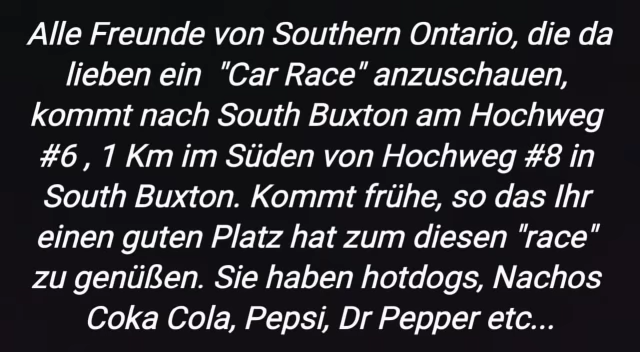 Alle Freunde von Southern Ontario, die da
lieben ein "Car Race" anzuschauen,
kommt nach South Buxton am Hochweg
#6 , 1 Km im Süden von Hochweg #8 in
South Buxton. Kommt frühe, so das Ihr
einen guten Platz hat zum diesen "race"
zu genüßen. Sie haben hotdogs, Nachos
Coka Cola, Pepsi, Dr Pepper etc...